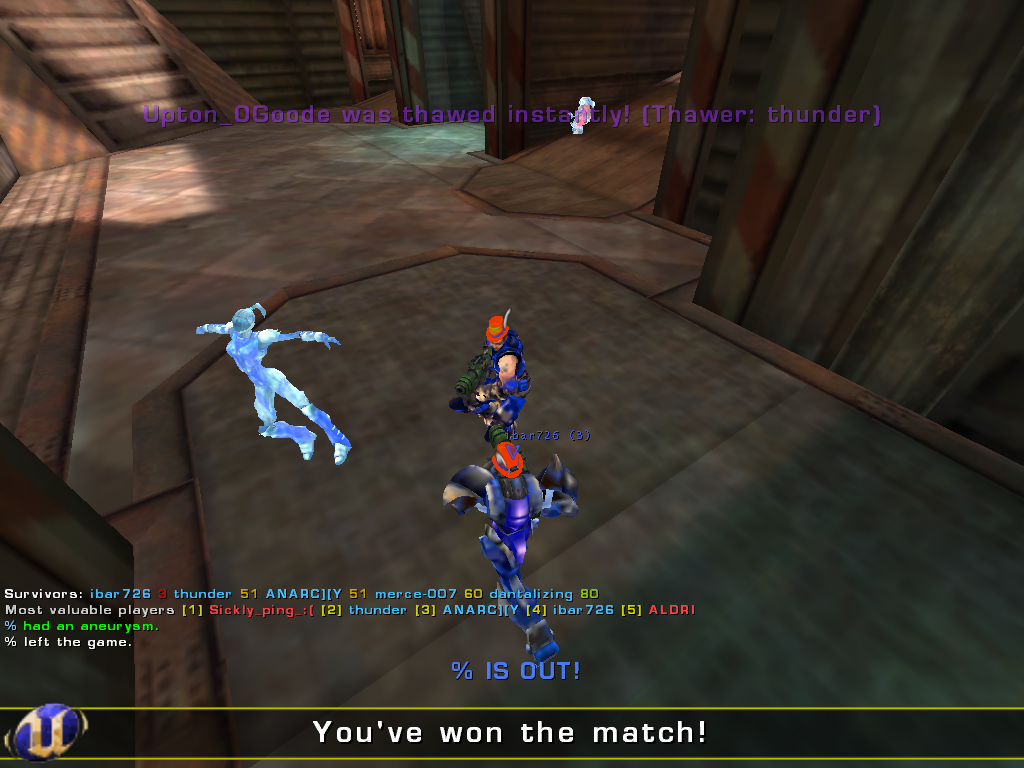 Upton_OGoode was thawed instantly! (Thawer: thunder)
ibar726 (3)
Survivors: ibar726 3 thunder 51 ANARC][Y 51 merce-007 60 dantalizing 80
Most valuable players [1] Sickly_ping_:( [2] thunder [3] ANARC][Y [4] ibar726 [5] ALDRI
% had an aneurysm.
% left the game.
% IS OUT!
You've won the match!